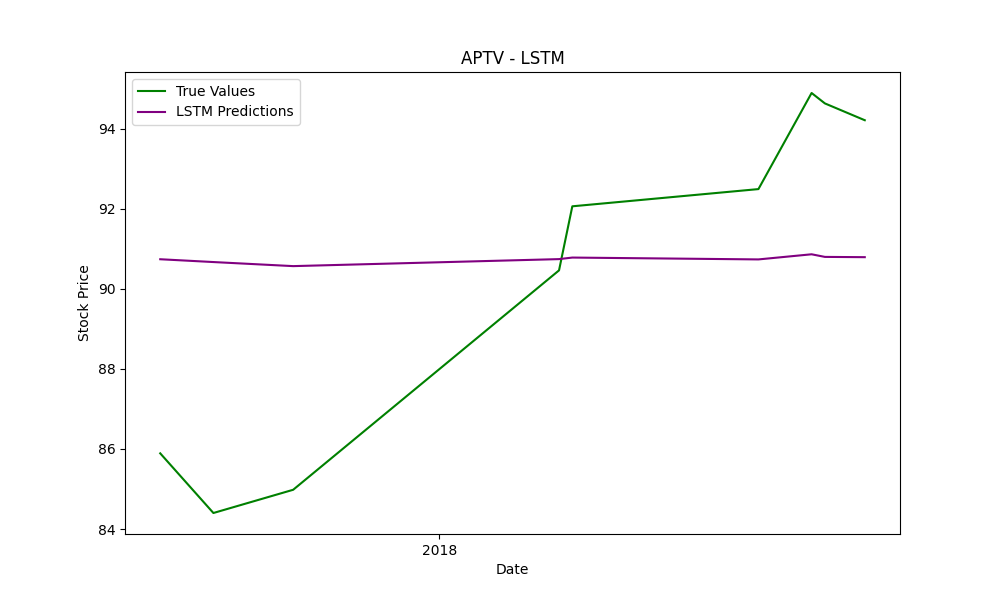 APTV - LSTM
True Values
LSTM Predictions
94
92
90
88
86
84
Stock Price
2018
Date